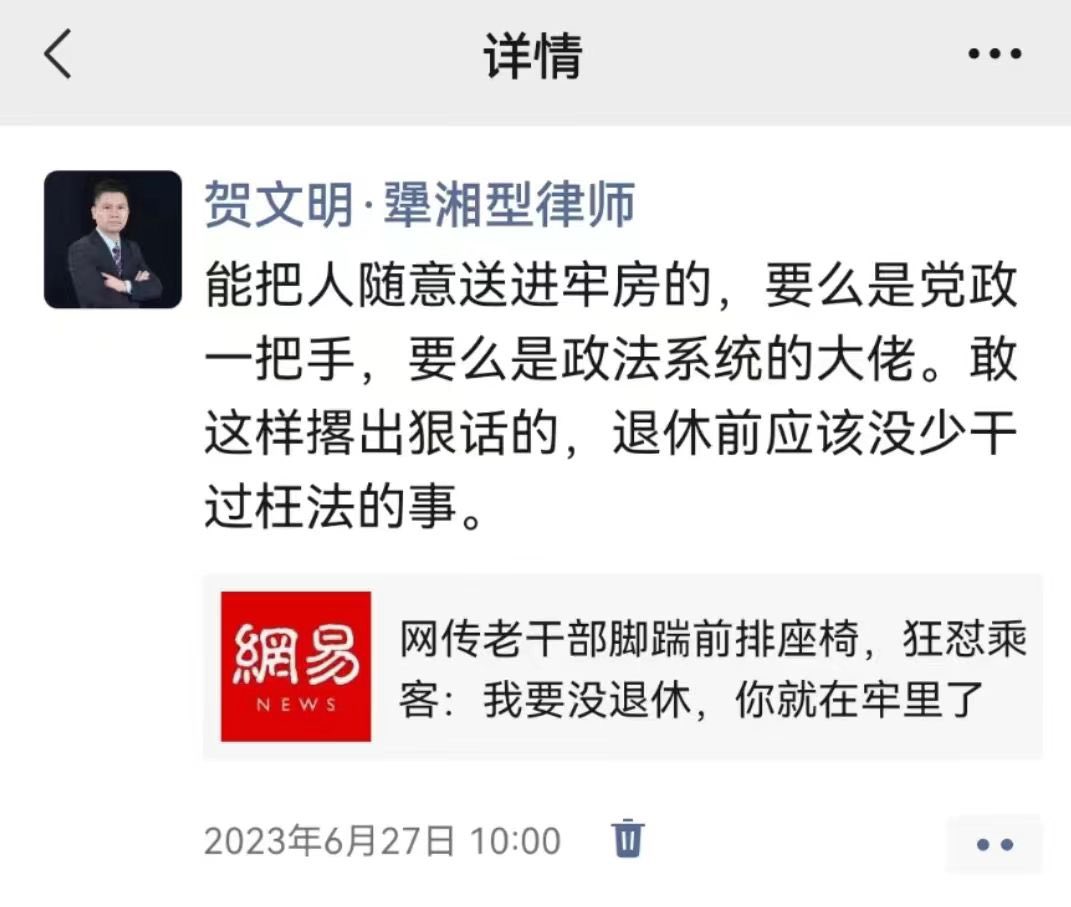 详情
贺文明·犟湘型律师
能把人随意送进牢房的，要么是党政
一把手，要么是政法系统的大佬。敢
这样撂出狠话的，退休前应该没少干
过枉法的事。
網易
NEWS
网传老干部脚踹前排座椅，狂怼乘
客：我要没退休，你就在牢里了
2023年6月27日 10:00